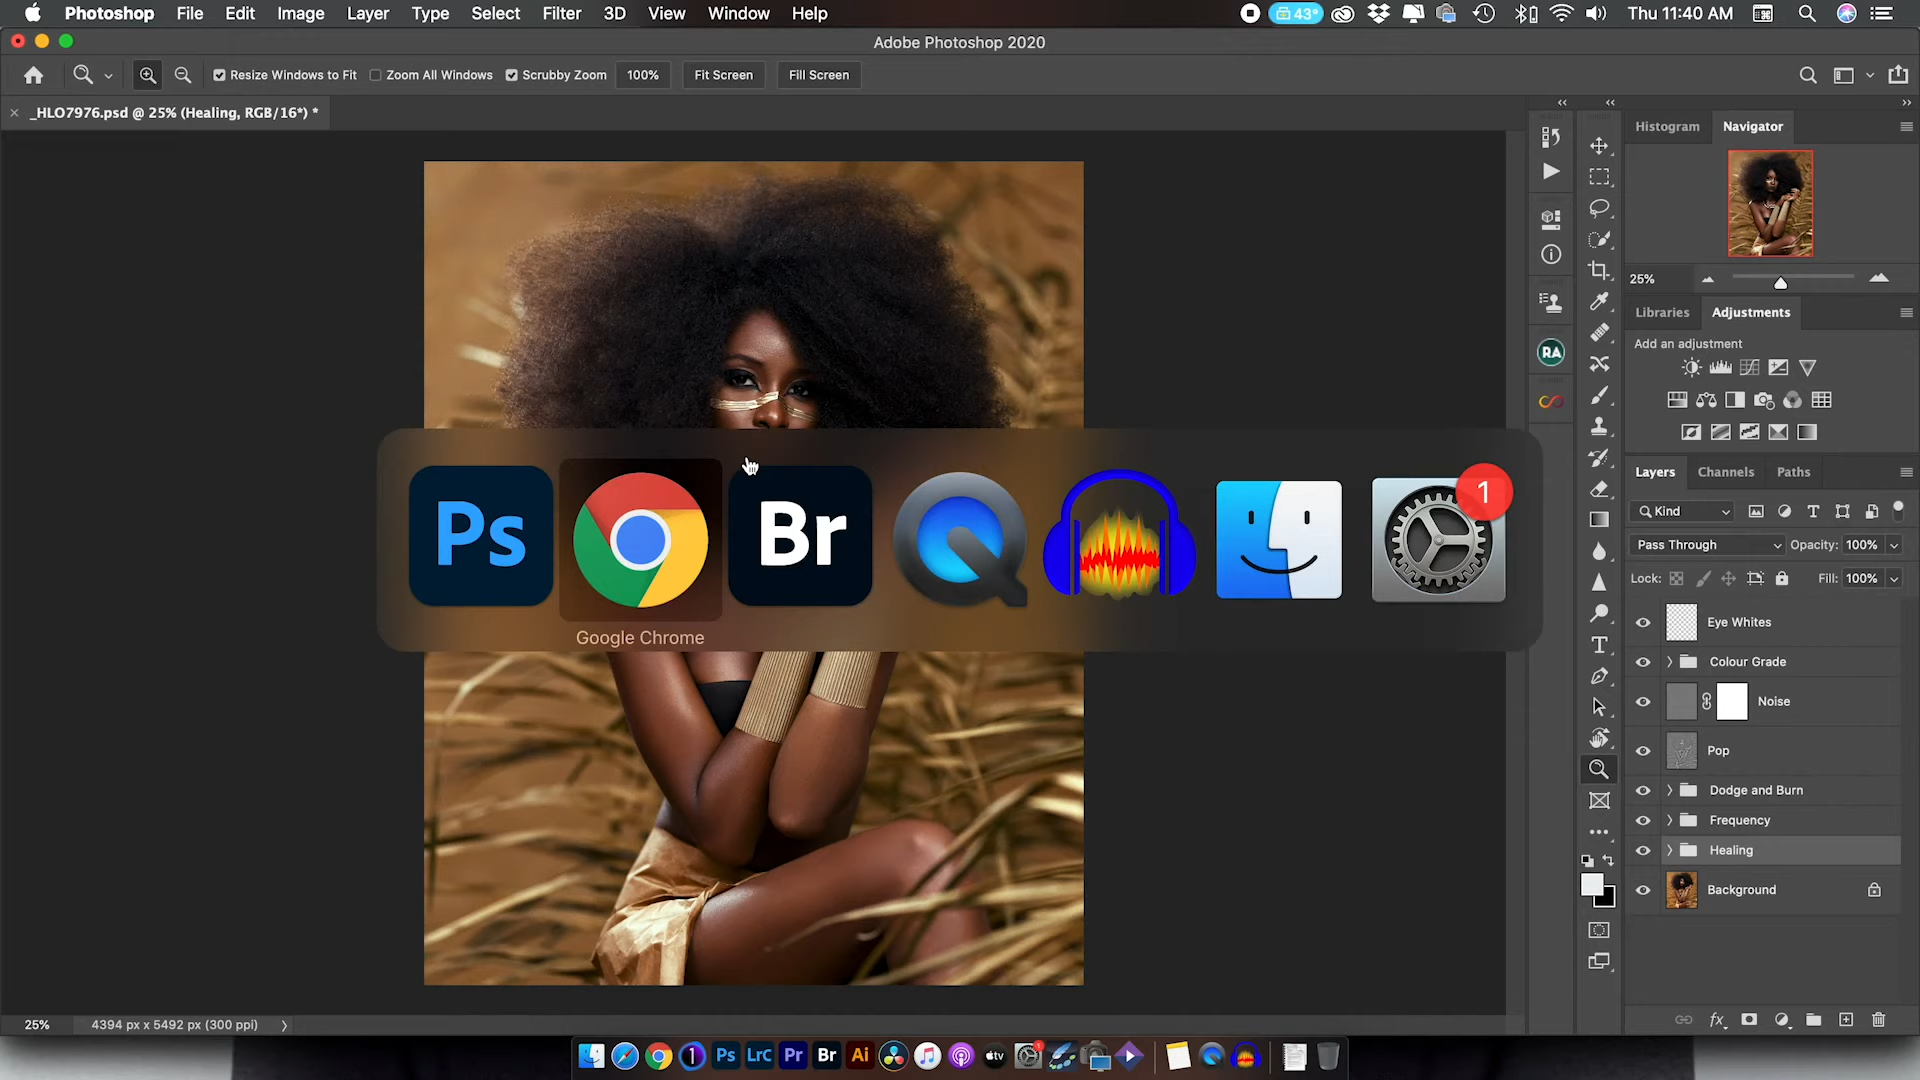 Photoshop File Edit Image Layer Type Select Filter 3D View Window Help 43° Thu 11:40 AM
Adobe Photoshop 2020
Resize Windows to Fit Zoom All Windows Scrubby Zoom 100% Fit Screen Fill Screen
_HLO7976.psd @ 25% (Healing, RGB/16*) *
Histogram Navigator
25%
Libraries Adjustments
Add an adjustment
RA
Layers Channels Paths
Kind
Pass Through Opacity: 100%
Lock: Fill: 100%
Eye Whites
Colour Grade
Noise
Pop
Dodge and Burn
Frequency
Healing
Background
fx
Ps Br 1
Google Chrome
25% 4394 px x 5492 px (300 ppi)
1 Ps LrC Pr Br Ai tv 1